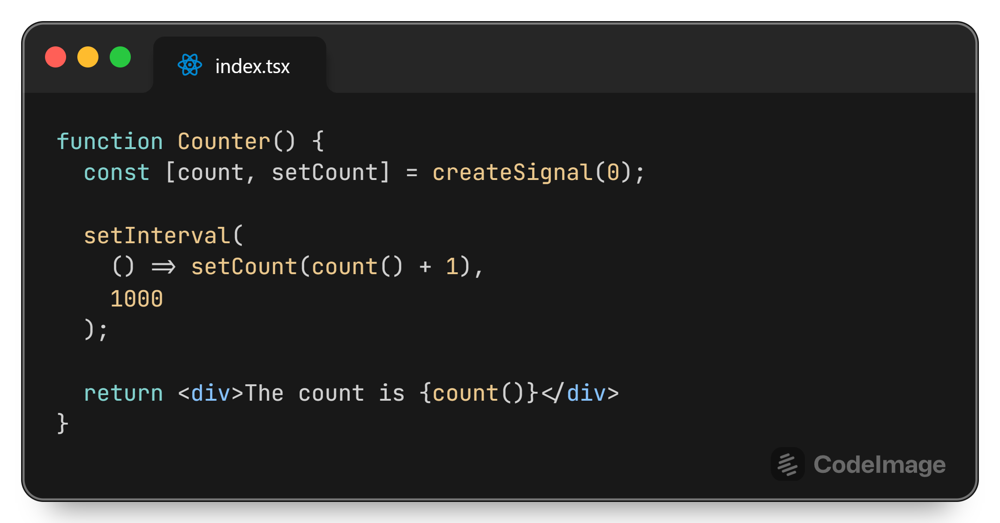 index.tsx
function Counter() {
  const [count, setCount] = createSignal(0);

  setInterval(
    () => setCount(count() + 1),
    1000
  );

  return <div>The count is {count()}</div>
}
CodeImage